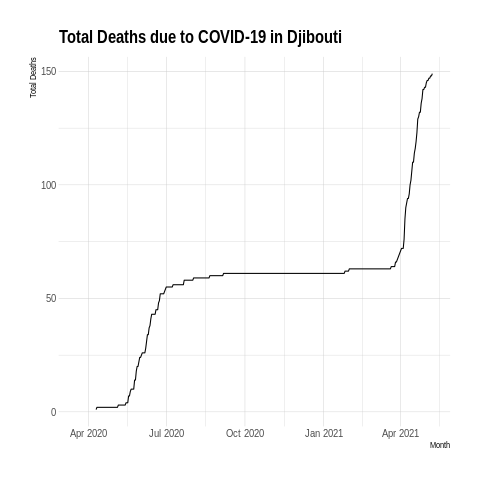 Total Deaths due to COVID-19 in Djibouti
Total Deaths
150
100
50
0
Apr 2020 Jul 2020 Oct 2020 Jan 2021 Apr 2021
Month